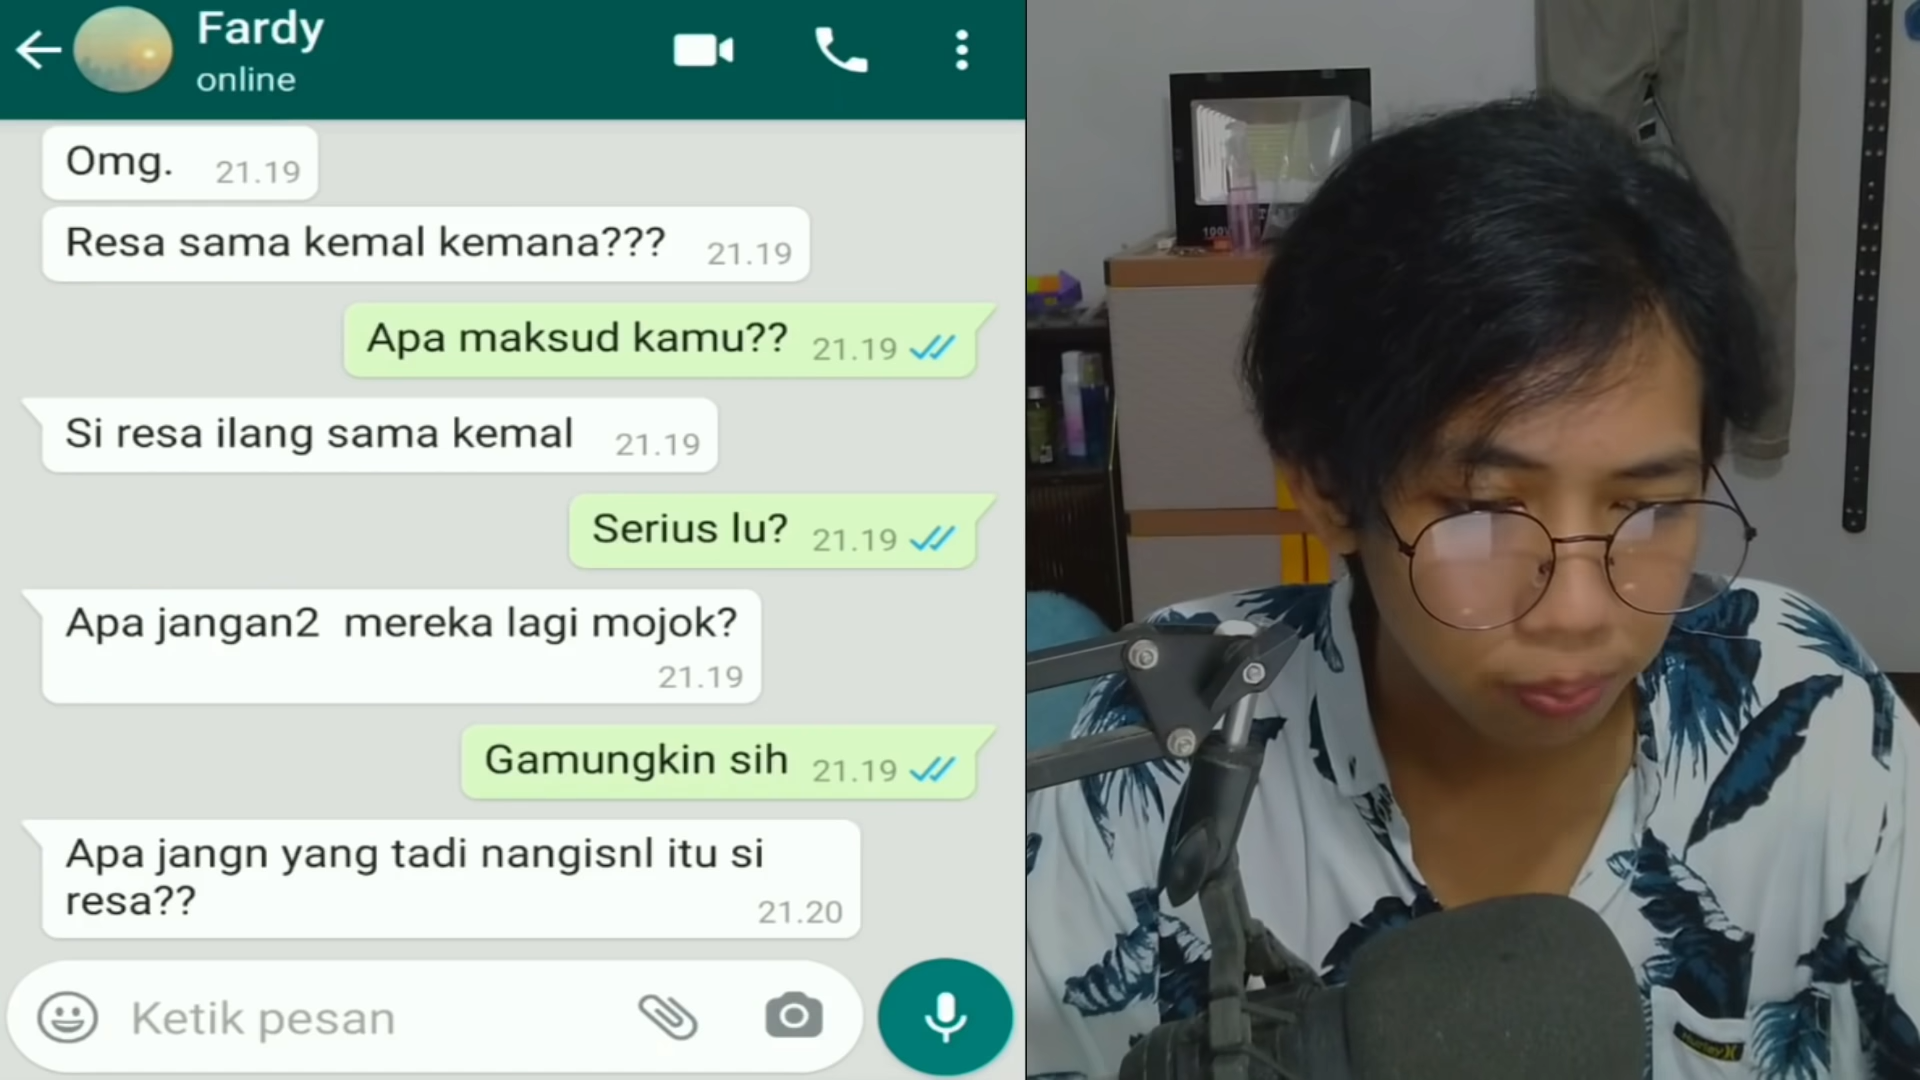 Fardy
online
Omg. 21.19
Resa sama kemal kemana??? 21.19
Apa maksud kamu?? 21.19
Si resa ilang sama kemal 21.19
Serius lu? 21.19
Apa jangan2 mereka lagi mojok?
21.19
Gamungkin sih 21.19
Apa jangn yang tadi nangisnl itu si
resa??
21.20
Ketik pesan
100
Hurley